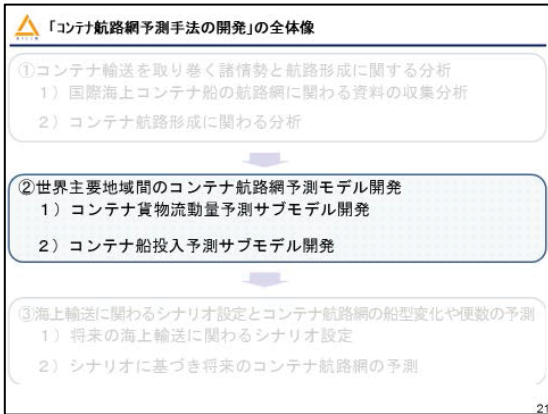 「コンテナ航路網予測手法の開発」の全体像
①コンテナ輸送を取り巻く諸情勢と航路形成に関する分析
1）国際海上コンテナ船の航路網に関わる資料の収集分析
2）コンテナ航路形成に関わる分析
②世界主要地域間のコンテナ航路網予測モデル開発
1）コンテナ貨物流動量予測サブモデル開発
2）コンテナ船投入予測サブモデル開発
③海上輸送に関わるシナリオ設定とコンテナ航路網の船型変化や便数の予測
1）将来の海上輸送に関わるシナリオ設定
2）シナリオに基づき将来のコンテナ航路網の予測
21